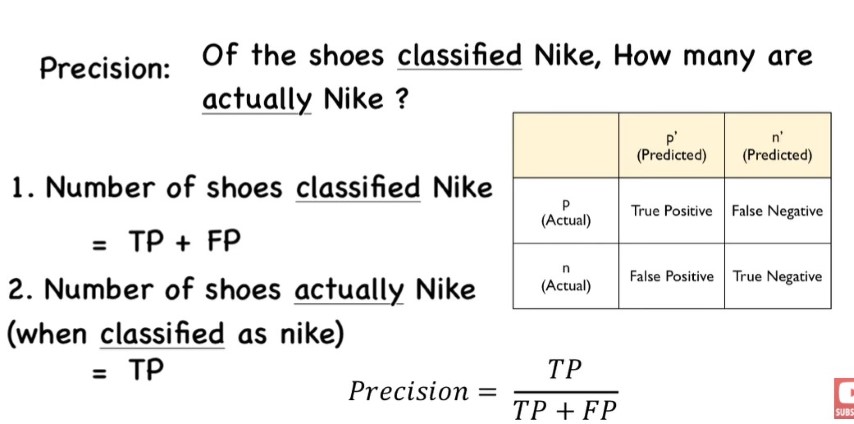 Precision: Of the shoes classified Nike, How many are
actually Nike ?
1. Number of shoes classified Nike
= TP + FP
2. Number of shoes actually Nike
(when classified as nike)
= TP
p' n'
(Predicted) (Predicted)
p
(Actual) True Positive False Negative
n
(Actual) False Positive True Negative
Precision = TP
TP + FP
SUBS